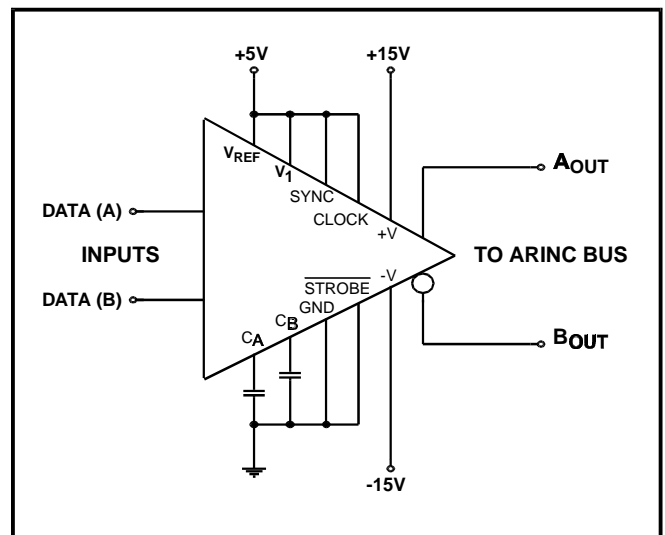 +5V
+15V
VREF
V1
SYNC
CLOCK
+V
AOUT
DATA (A)
INPUTS
TO ARINC BUS
DATA (B)
STROBE
-V
GND
CB
CA
BOUT
-15V